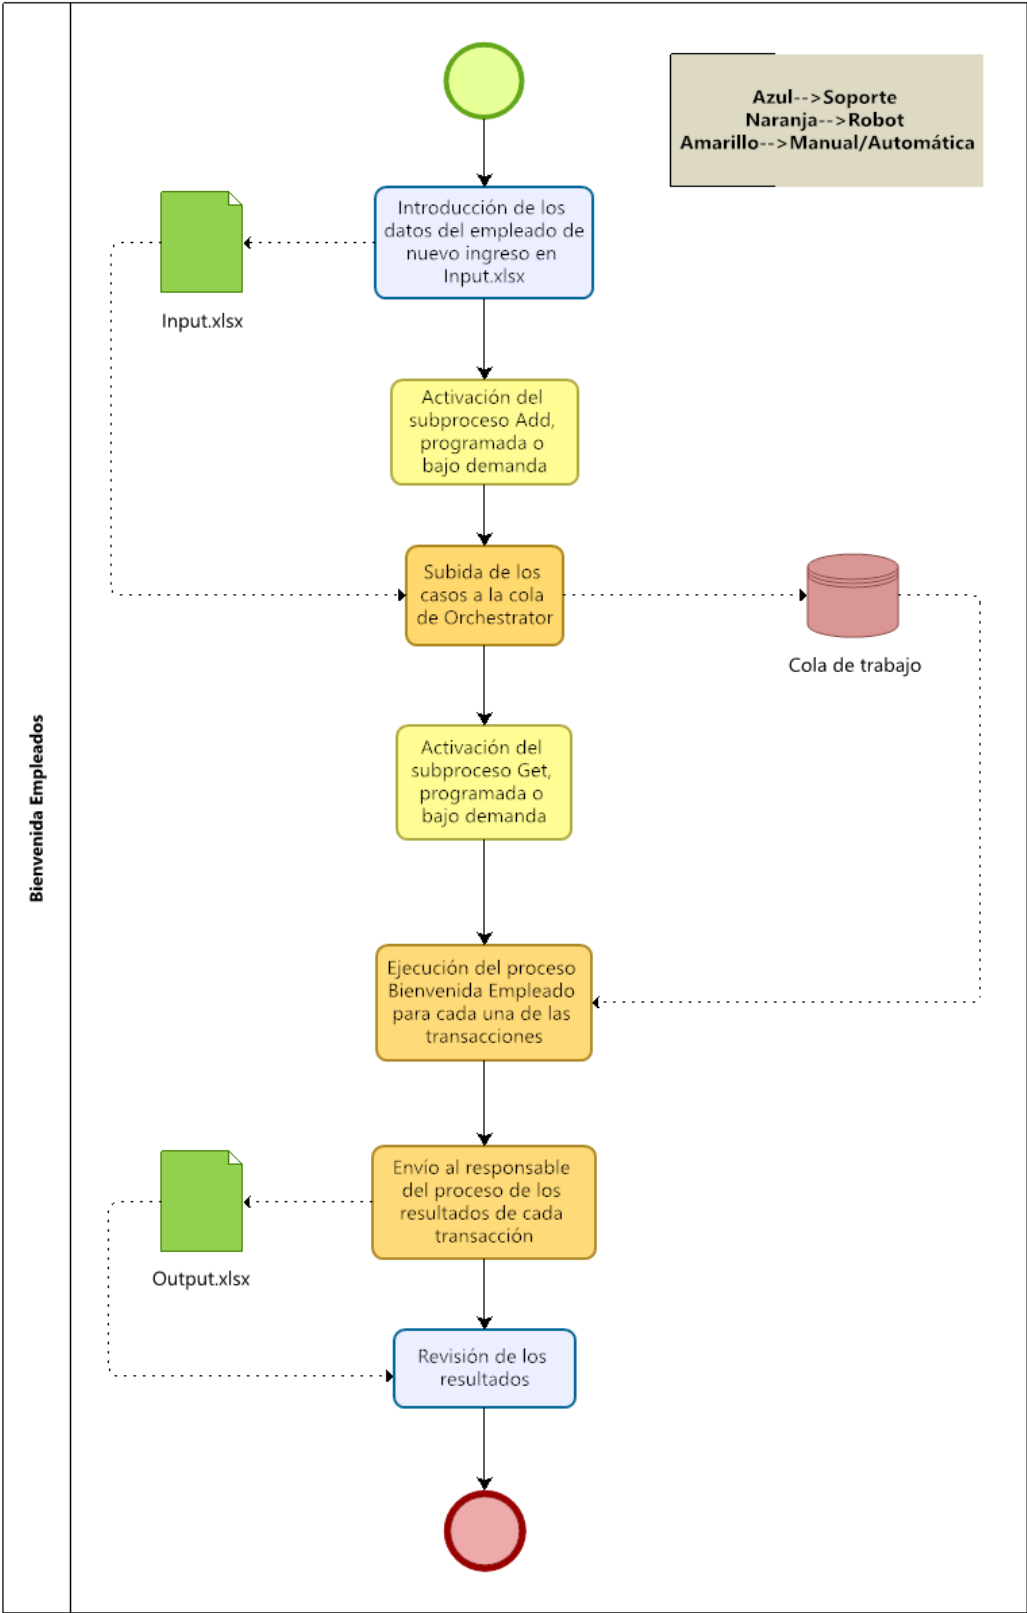 Bienvenida Empleados
Azul-->Soporte
Naranja-->Robot
Amarillo-->Manual/Automática
Introducción de los
datos del empleado de
nuevo ingreso en
Input.xlsx
Input.xlsx
Activación del
subproceso Add,
programada o
bajo demanda
Subida de los
casos a la cola
de Orchestrator
Cola de trabajo
Activación del
subproceso Get,
programada o
bajo demanda
Ejecución del proceso
Bienvenida Empleado
para cada una de las
transacciones
Envío al responsable
del proceso de los
resultados de cada
transacción
Output.xlsx
Revisión de los
resultados